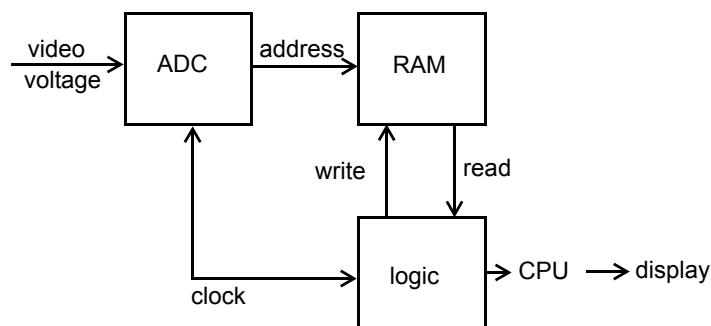 video
voltage
ADC
address
RAM
write
read
clock
logic
CPU
display